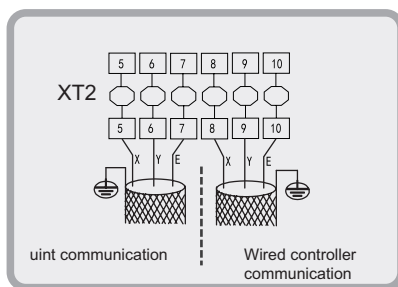 5 6 7 8 9 10
XT2
5 6 7 8 9 10
X Y E X Y E
uint communication
Wired controller
communication